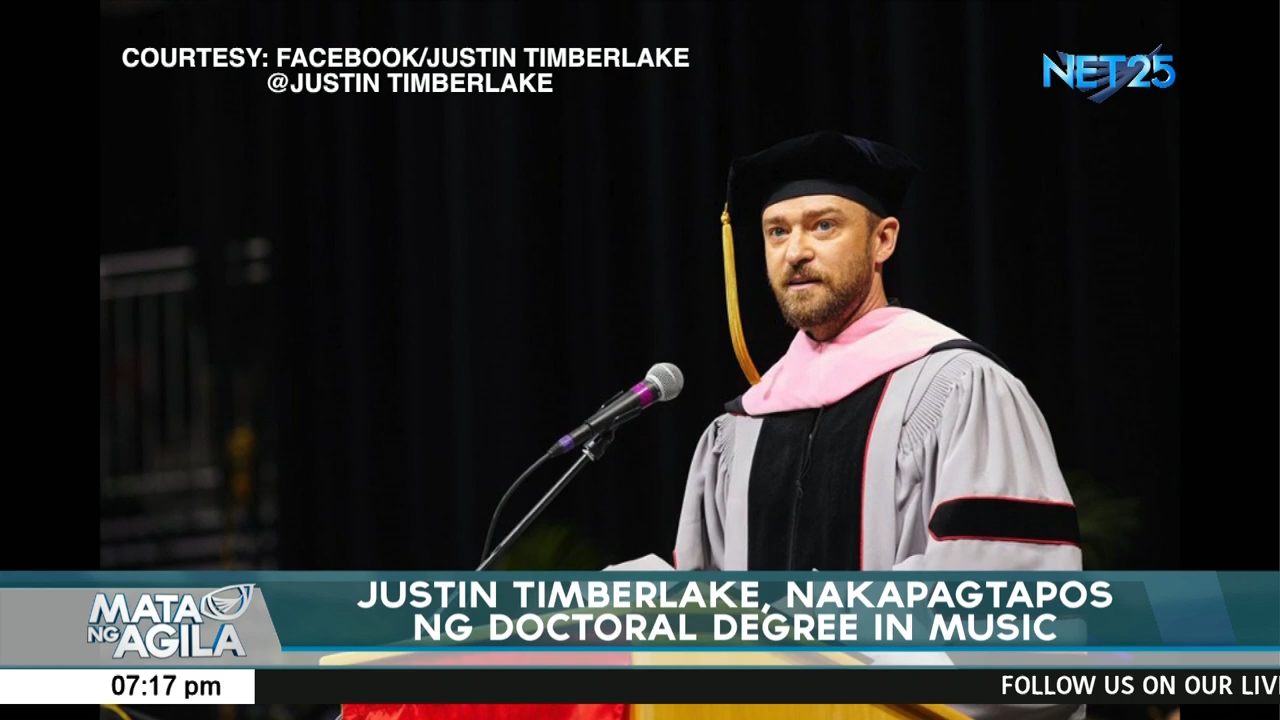 COURTESY: FACEBOOK/JUSTIN TIMBERLAKE
@JUSTIN TIMBERLAKE
NET25
JUSTIN TIMBERLAKE, NAKAPAGTAPOS
NG DOCTORAL DEGREE IN MUSIC
MATA
NG AGILA
07:17 pm
FOLLOW US ON OUR LIV